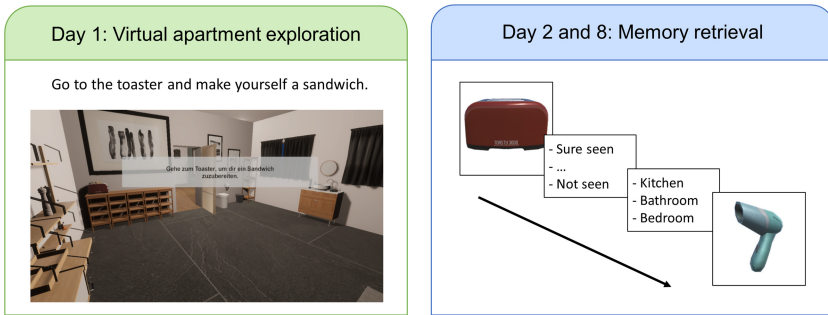 Day 1: Virtual apartment exploration
Go to the toaster and make yourself a sandwich.
Gehe zum Toaster, um dir ein Sandwich
zuzubereiten.
Day 2 and 8: Memory retrieval
- Sure seen
- ...
- Not seen
- Kitchen
- Bathroom
- Bedroom